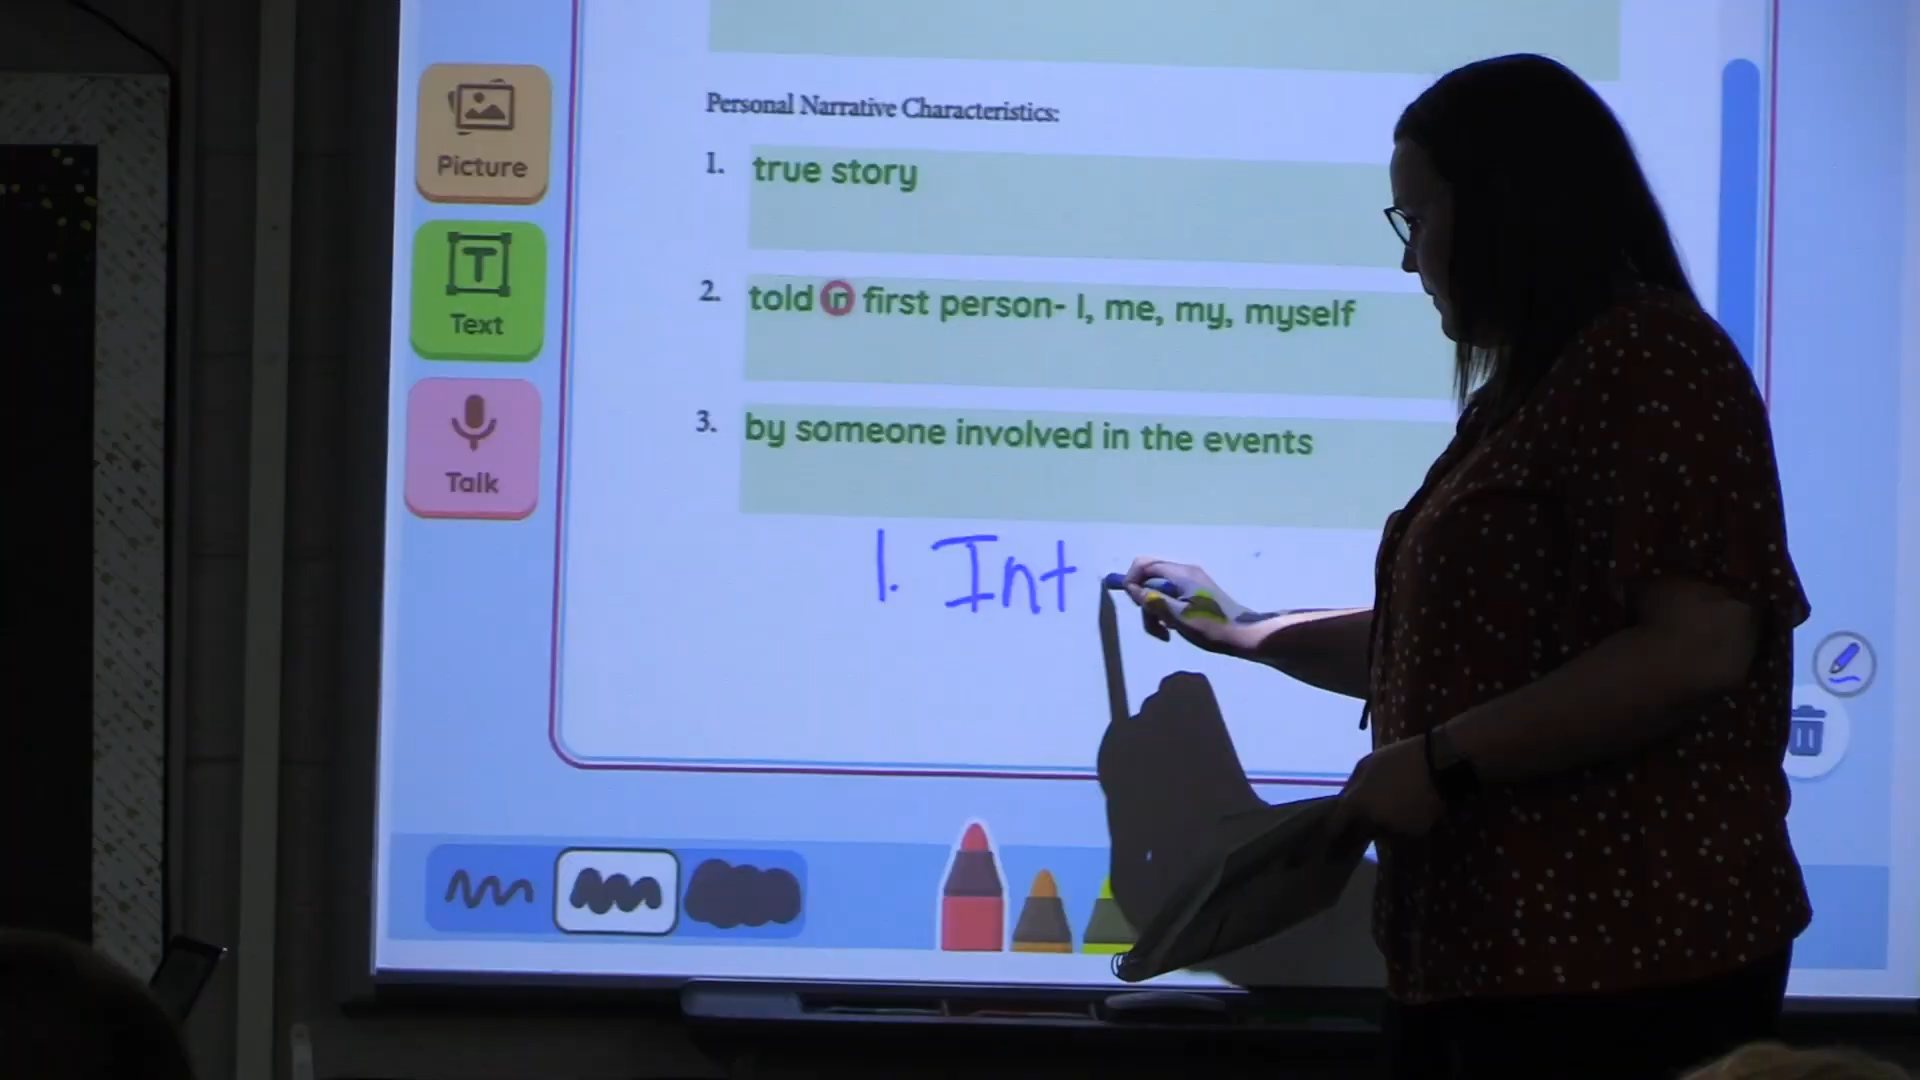 Picture
Text
Talk
Personal Narrative Characteristics:
1. true story
2. told in first person- I, me, my, myself
3. by someone involved in the events
1. Int